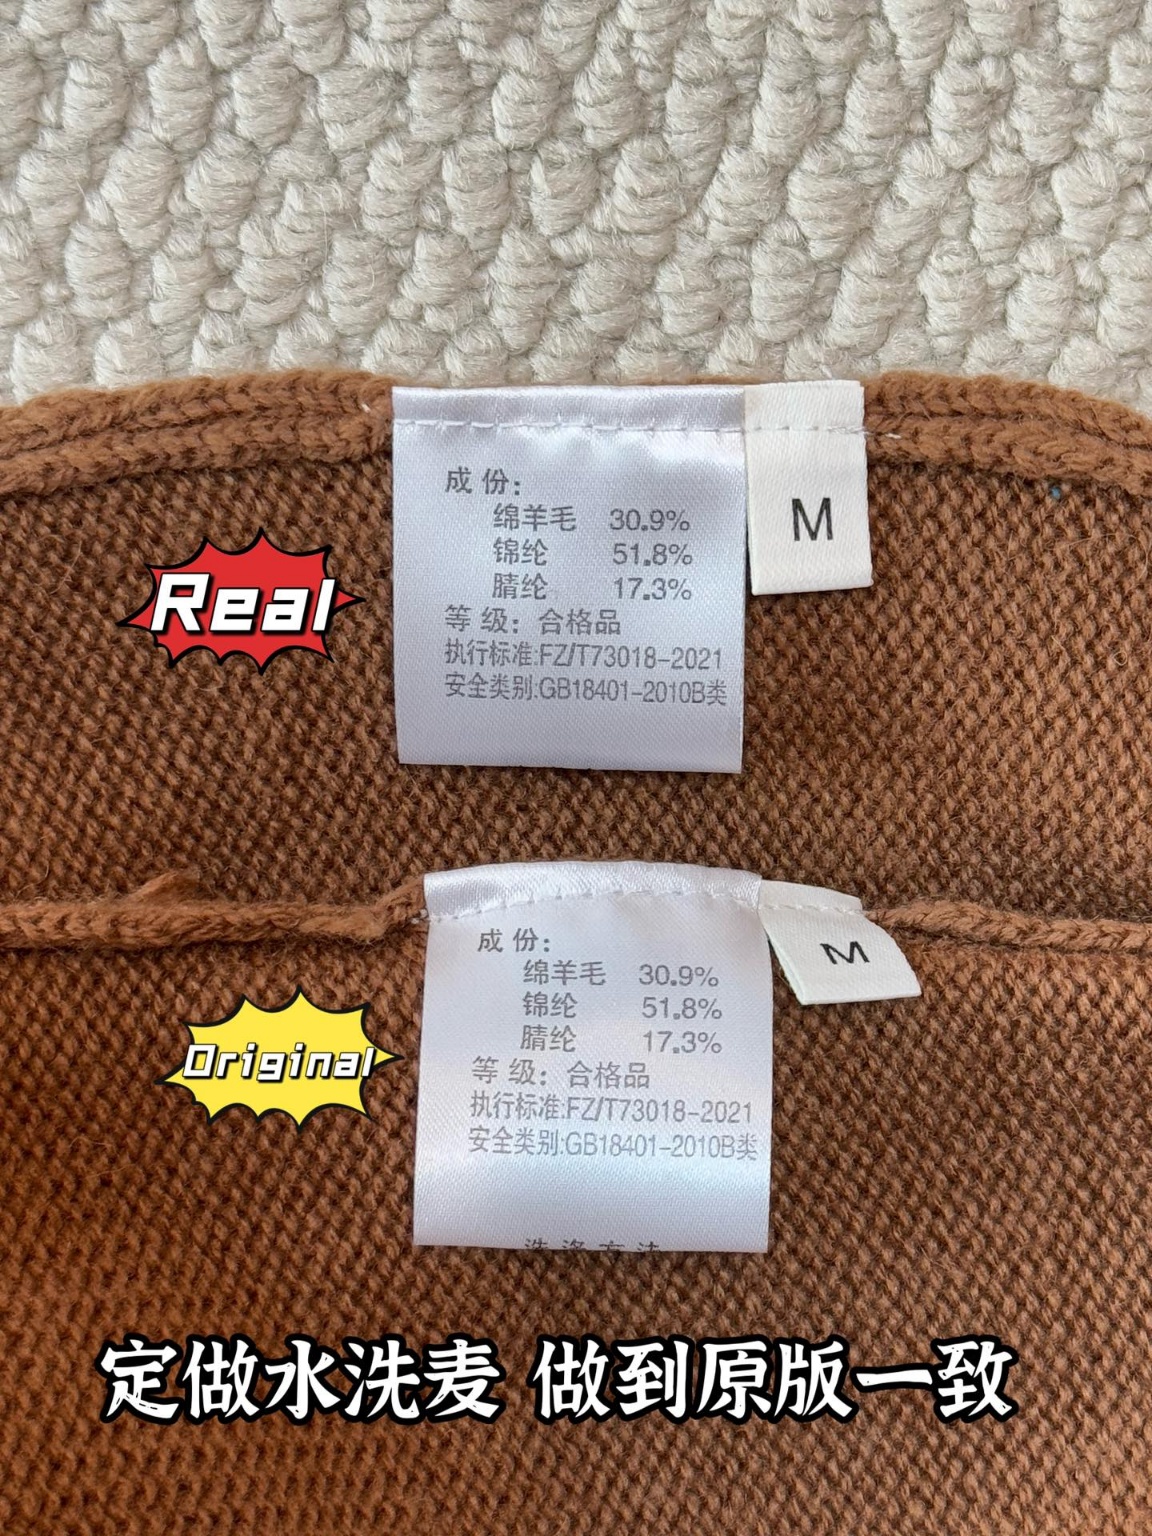 成 份:
绵羊毛 30.9%
锦纶 51.8%
腈纶 17.3%
等 级: 合格品
执行标准:FZ/T73018-2021
安全类别:GB18401-2010B类
M
Real
成 份:
绵羊毛 30.9%
锦纶 51.8%
腈纶 17.3%
等 级: 合格品
执行标准:FZ/T73018-2021
安全类别:GB18401-2010B类
洗 涤 方 法
M
Original
定做水洗麦 做到原版一致